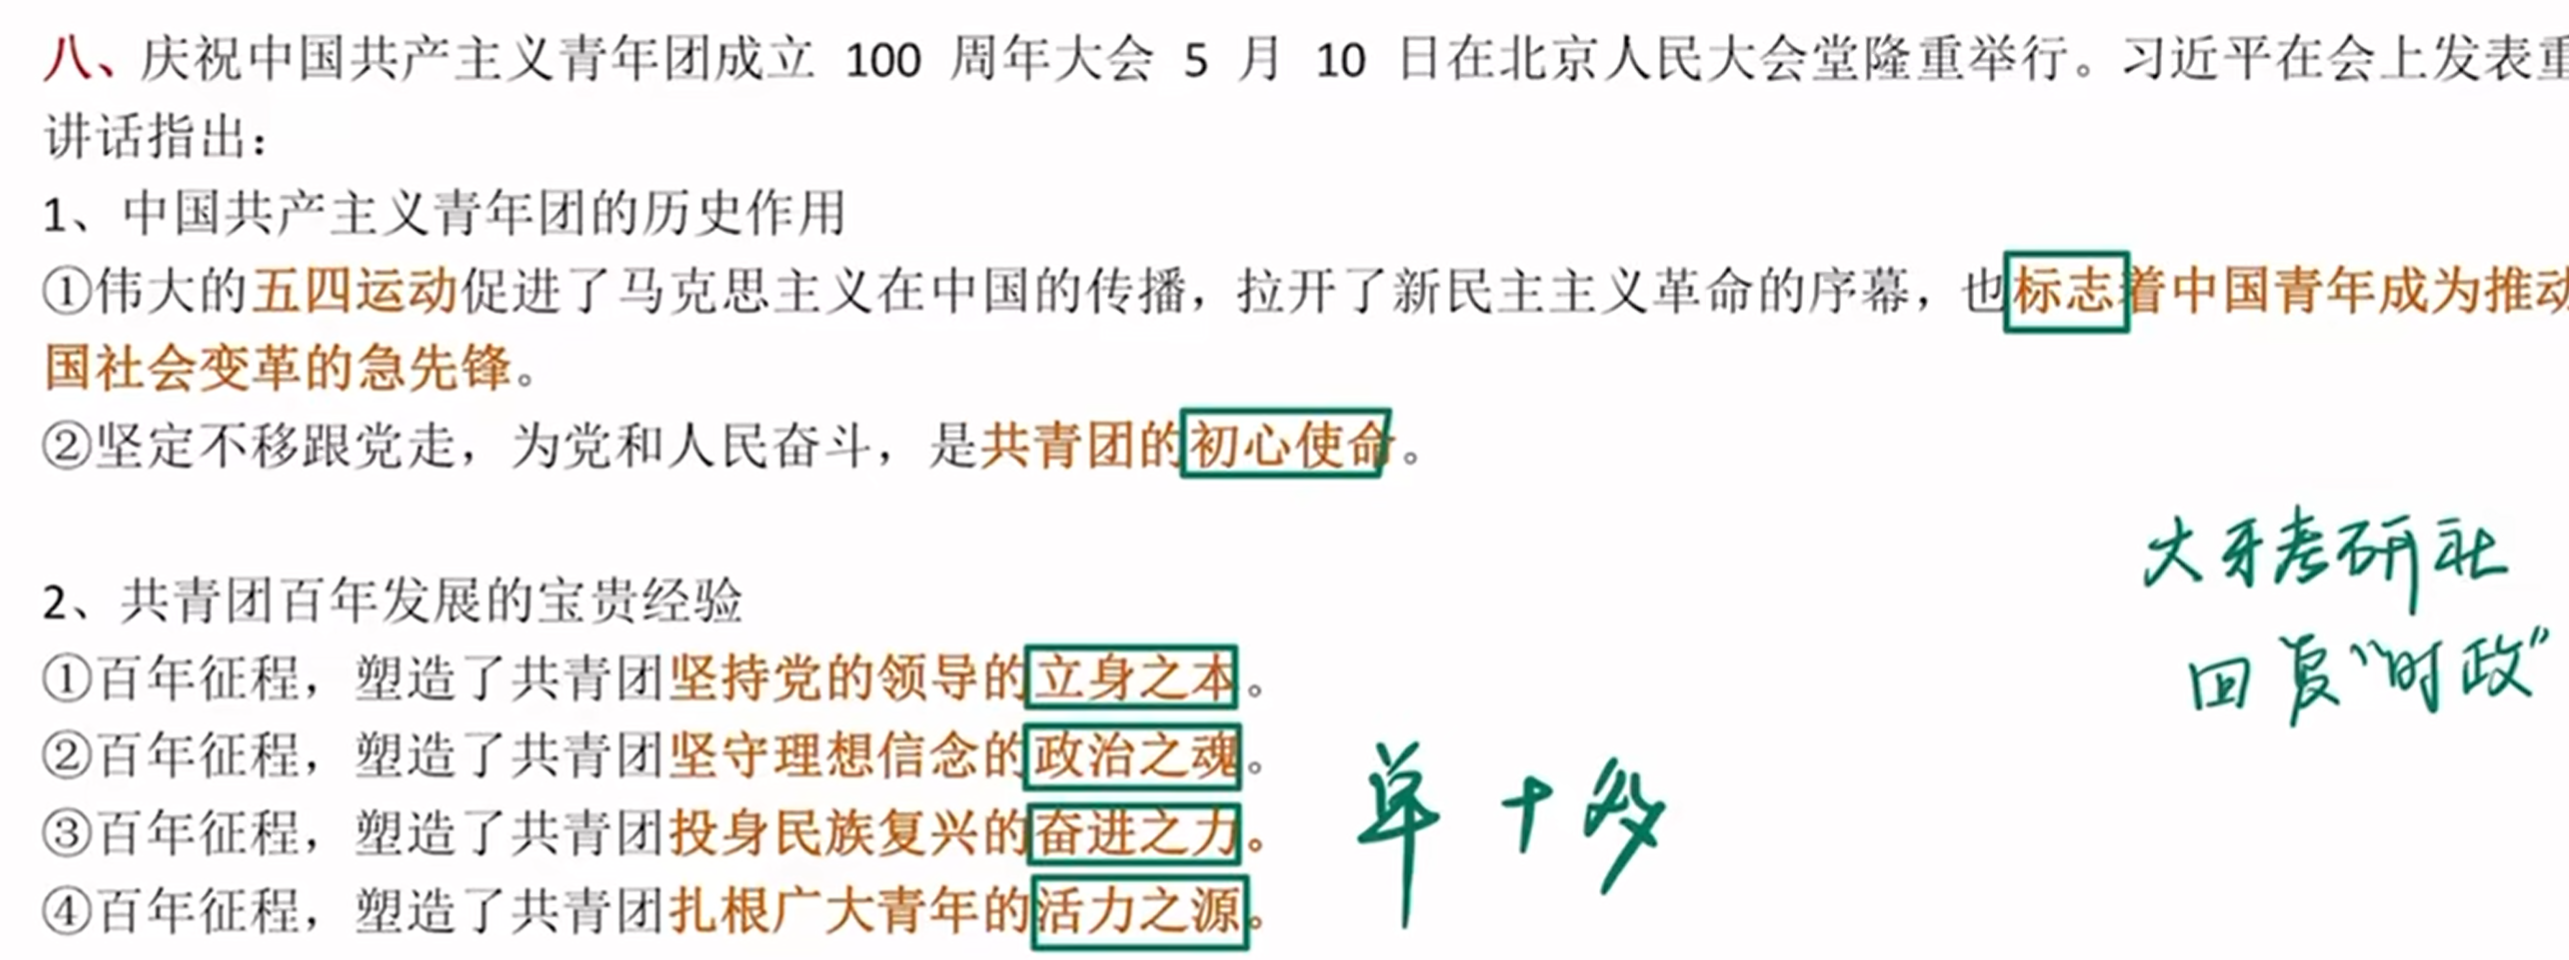 八、庆祝中国共产主义青年团成立 100 周年大会 5 月 10 日在北京人民大会堂隆重举行。习近平在会上发表重
讲话指出：
1、中国共产主义青年团的历史作用
①伟大的五四运动促进了马克思主义在中国的传播，拉开了新民主主义革命的序幕，也标志着中国青年成为推动
国社会变革的急先锋。
②坚定不移跟党走，为党和人民奋斗，是共青团的初心使命。
大牙考研社
2、共青团百年发展的宝贵经验
回复“时政”
①百年征程，塑造了共青团坚持党的领导的立身之本。
②百年征程，塑造了共青团坚守理想信念的政治之魂。
③百年征程，塑造了共青团投身民族复兴的奋进之力。
单+多
④百年征程，塑造了共青团扎根广大青年的活力之源。